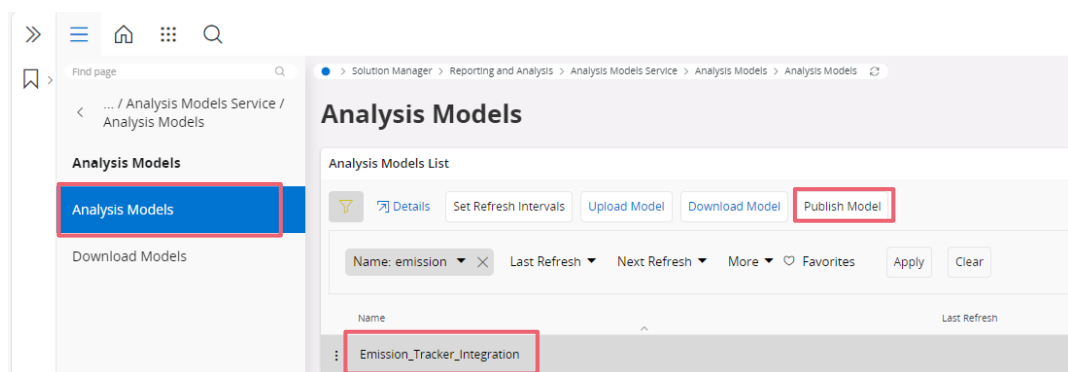 Find page
> Solution Manager > Reporting and Analysis > Analysis Models Service > Analysis Models > Analysis Models
... / Analysis Models Service /
Analysis Models
Analysis Models
Analysis Models
Analysis Models List
Analysis Models
Details Set Refresh Intervals Upload Model Download Model Publish Model
Download Models
Name: emission Last Refresh Next Refresh More Favorites Apply Clear
Name Last Refresh
Emission_Tracker_Integration